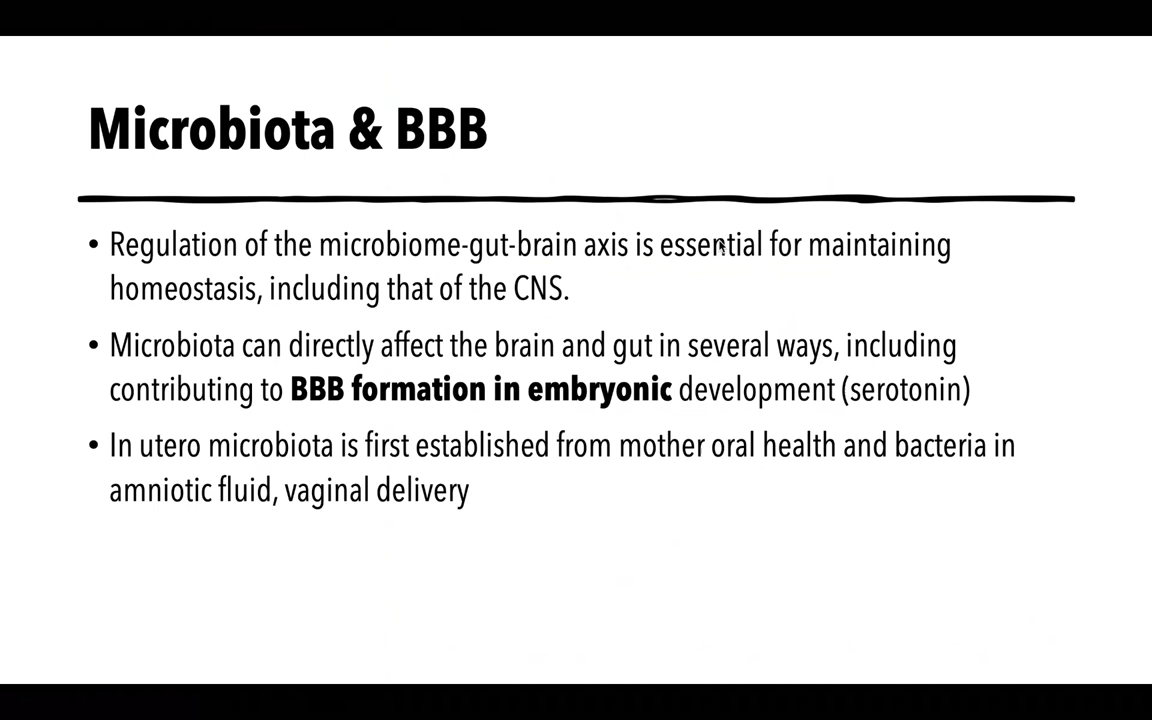 Microbiota & BBB
• Regulation of the microbiome-gut-brain axis is essential for maintaining
homeostasis, including that of the CNS.
• Microbiota can directly affect the brain and gut in several ways, including
contributing to BBB formation in embryonic development (serotonin)
• In utero microbiota is first established from mother oral health and bacteria in
amniotic fluid, vaginal delivery